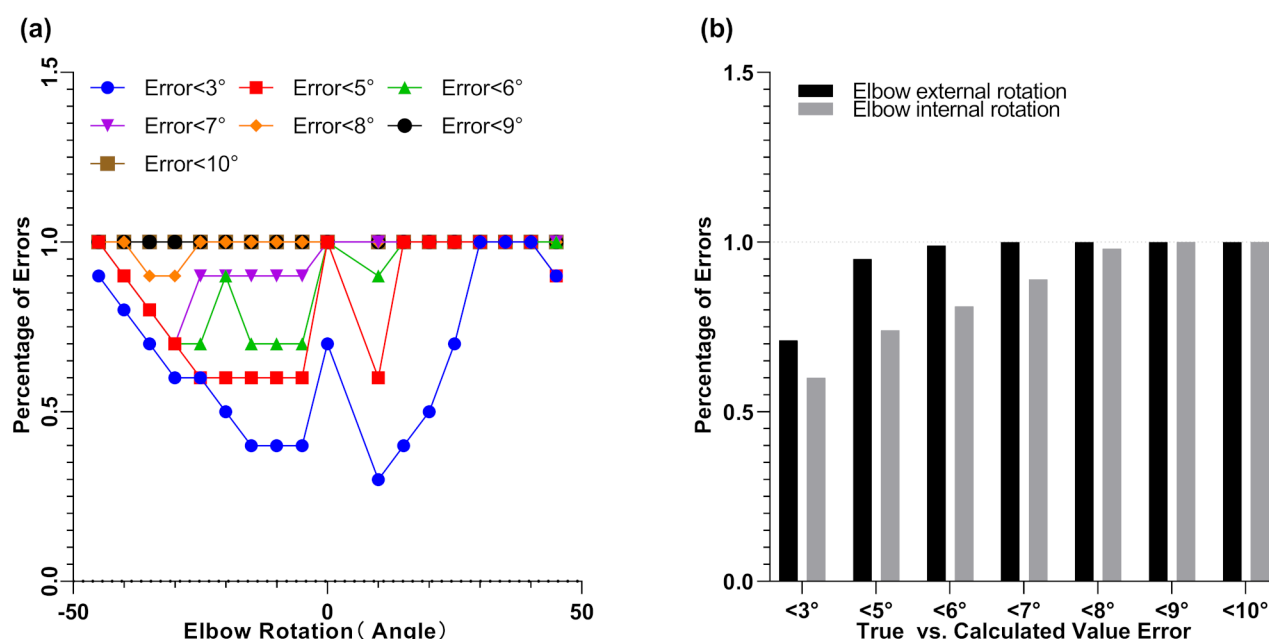 (a)
1.5
Error<3°
Error<5°
Error<6°
Error<7°
Error<8°
Error<9°
Error<10°
Percentage of Errors
1.0
0.5
0.0
-50
0
50
Elbow Rotation( Angle)
(b)
1.5
Elbow external rotation
Elbow internal rotation
Percentage of Errors
1.0
0.5
0.0
<3°
<5°
<6°
<7°
<8°
<9°
<10°
True vs. Calculated Value Error